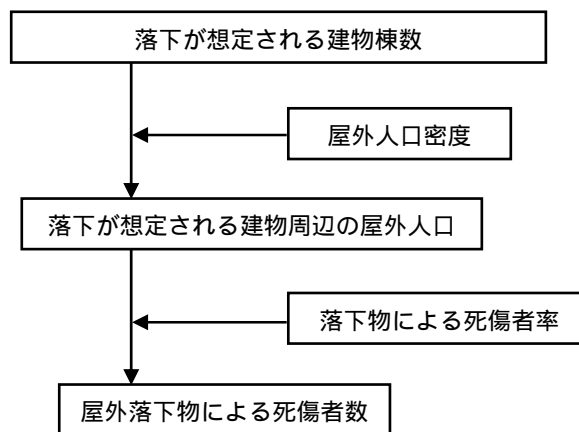 落下が想定される建物棟数
屋外人口密度
落下が想定される建物周辺の屋外人口
落下物による死傷者率
屋外落下物による死傷者数